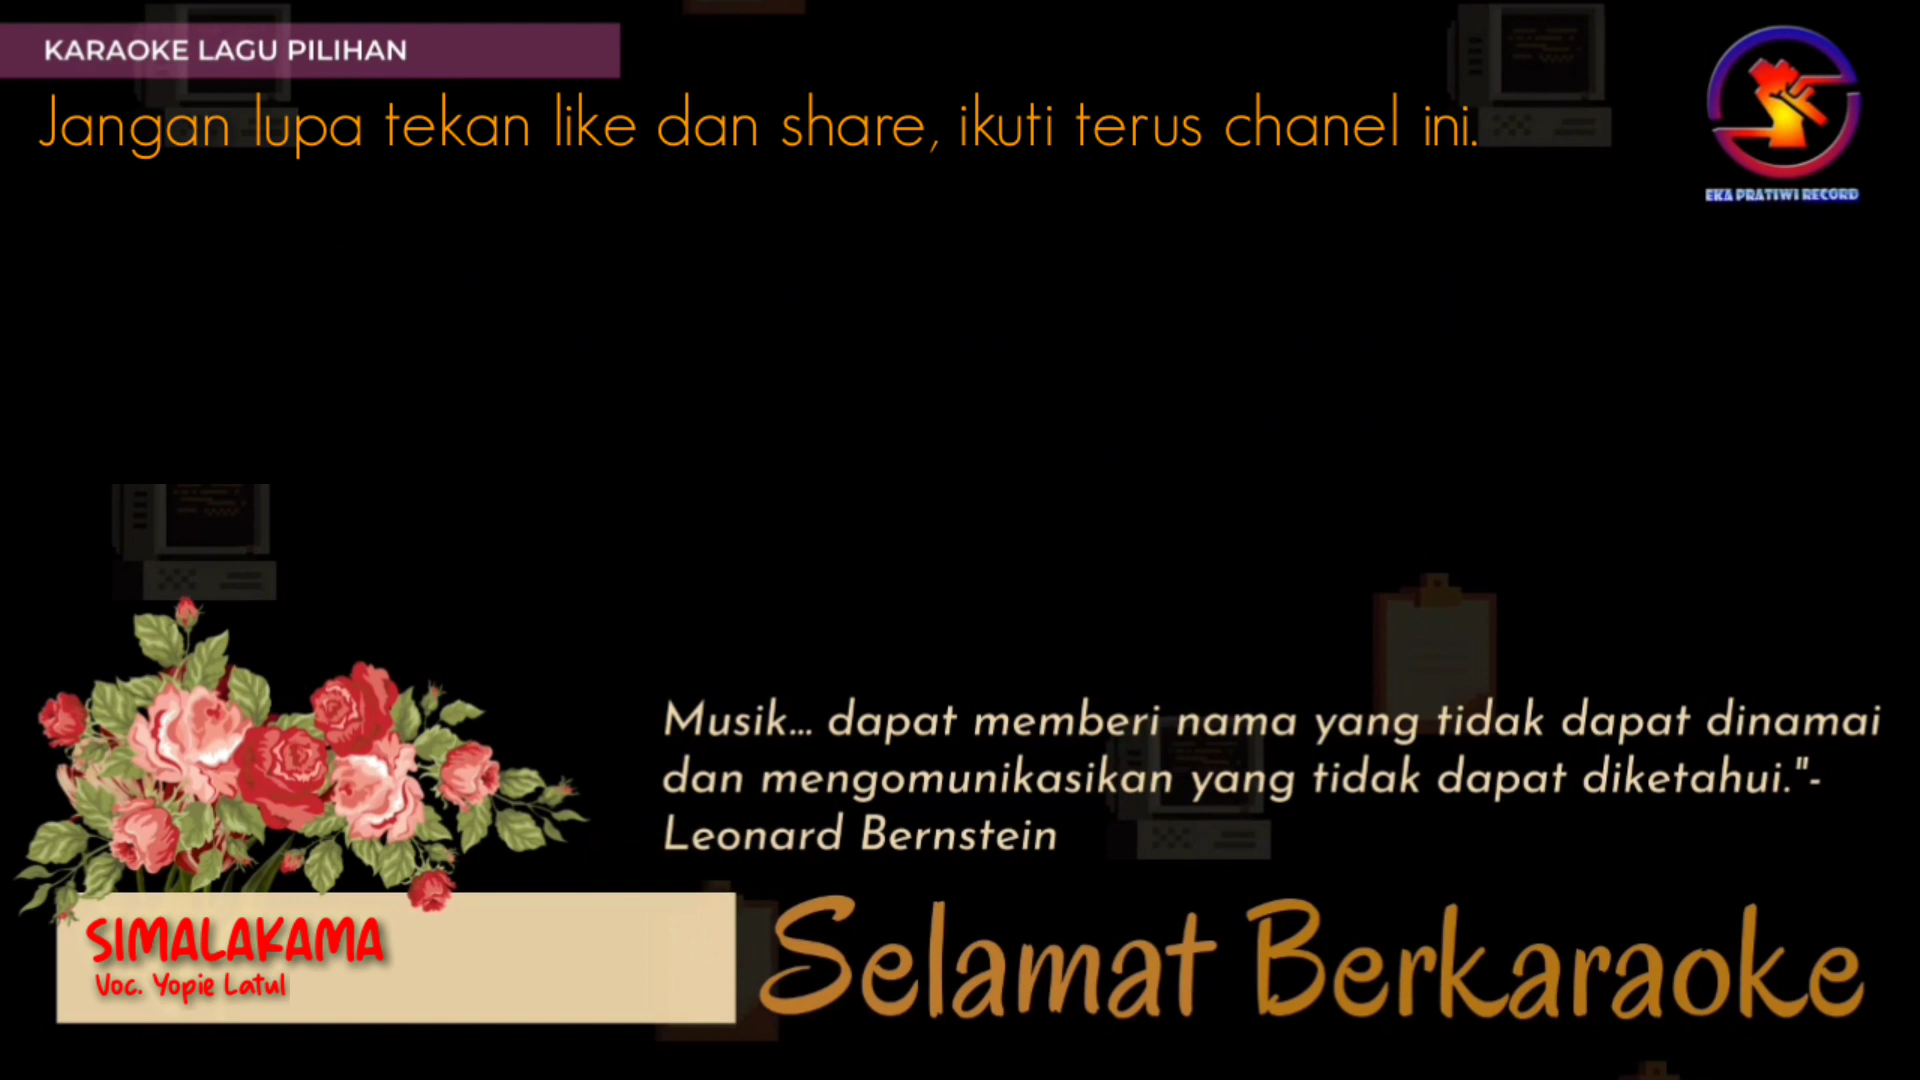 KARAOKE LAGU PILIHAN
Jangan lupa tekan like dan share, ikuti terus chanel ini.
EKA PRATIWI RECORD
Musik... dapat memberi nama yang tidak dapat dinamai
dan mengomunikasikan yang tidak dapat diketahui."-
Leonard Bernstein
SIMALAKAMA
Voc. Yopie Latul
Selamat Berkaraoke